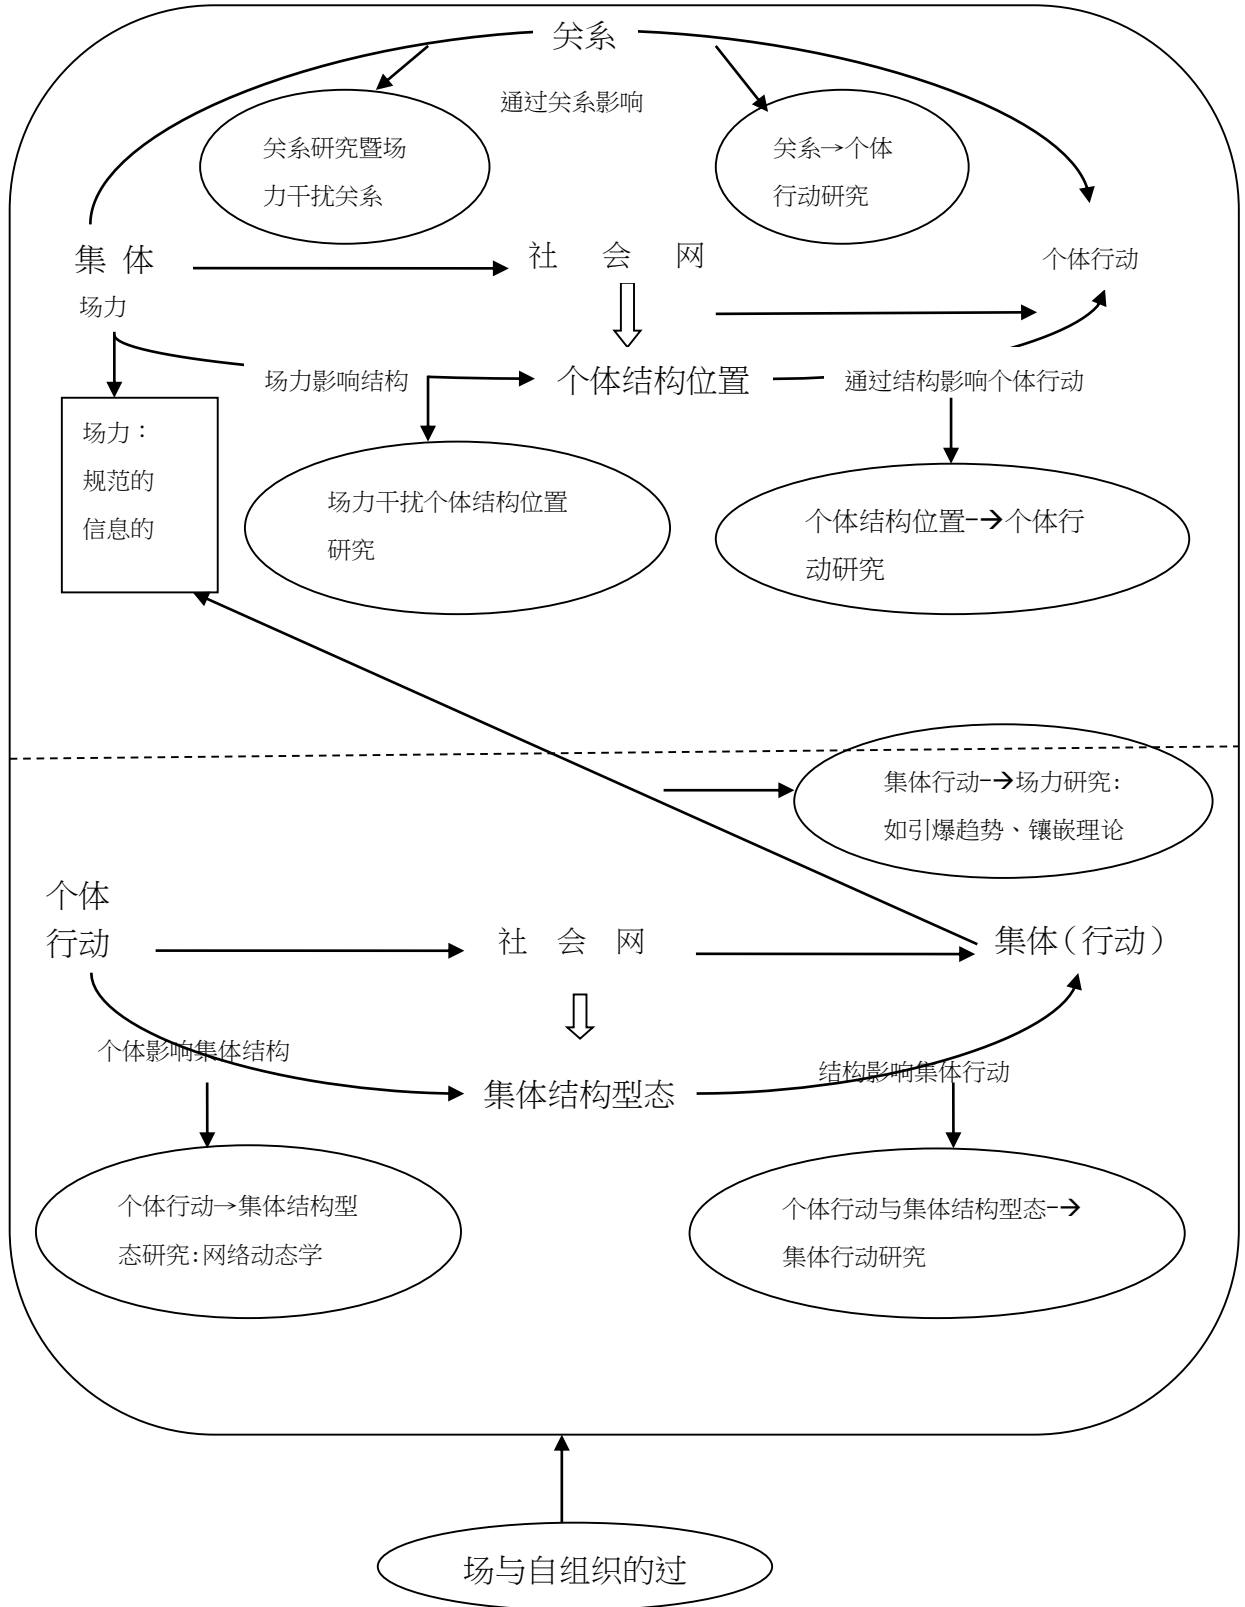 关系
通过关系影响
关系研究暨场
力干扰关系
关系→个体
行动研究
集 体
社 会 网
个体行动
场力
场力影响结构
个体结构位置
通过结构影响个体行动
场力：
规范的
信息的
场力干扰个体结构位置
研究
个体结构位置-→个体行
动研究
集体行动-→场力研究:
如引爆趋势、镶嵌理论
个体
行动
社 会 网
集体(行动)
个体影响集体结构
结构影响集体行动
集体结构型态
个体行动→集体结构型
态研究:网络动态学
个体行动与集体结构型态-→
集体行动研究
场与自组织的过